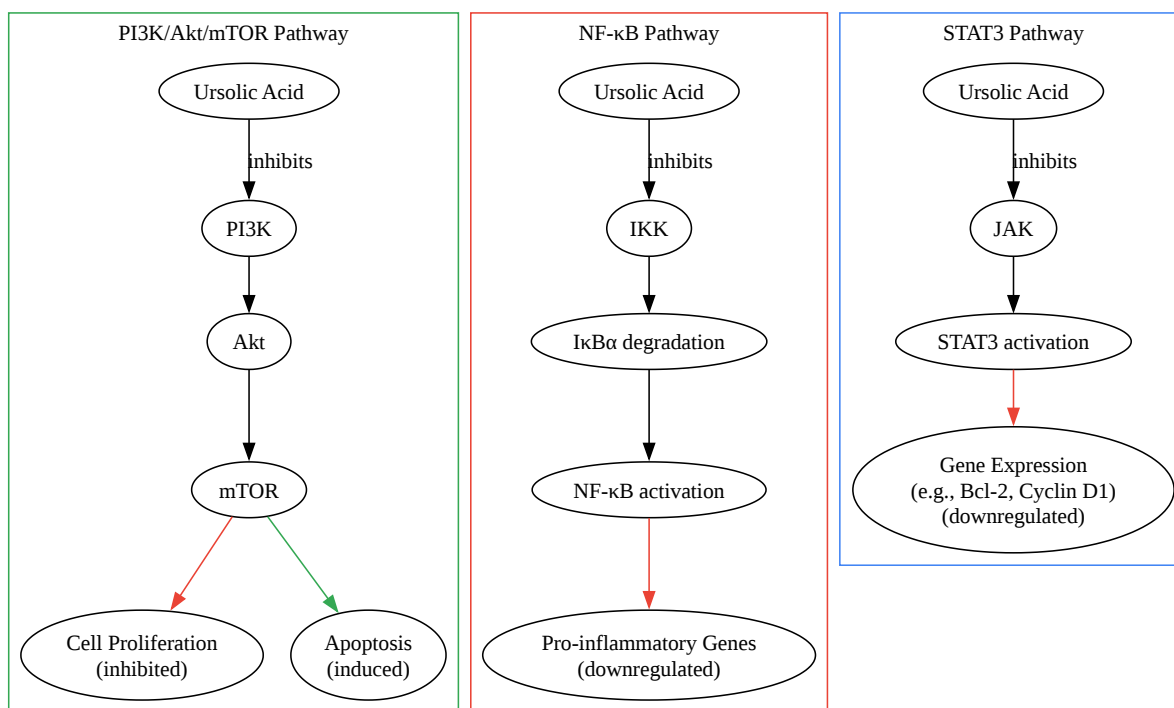 PI3K/Akt/mTOR Pathway
Ursolic Acid
inhibits
PI3K
Akt
mTOR
Cell Proliferation
(inhibited)
Apoptosis
(induced)
NF-κB Pathway
Ursolic Acid
inhibits
IKK
IκBα degradation
NF-κB activation
Pro-inflammatory Genes
(downregulated)
STAT3 Pathway
Ursolic Acid
inhibits
JAK
STAT3 activation
Gene Expression
(e.g., Bcl-2, Cyclin D1)
(downregulated)